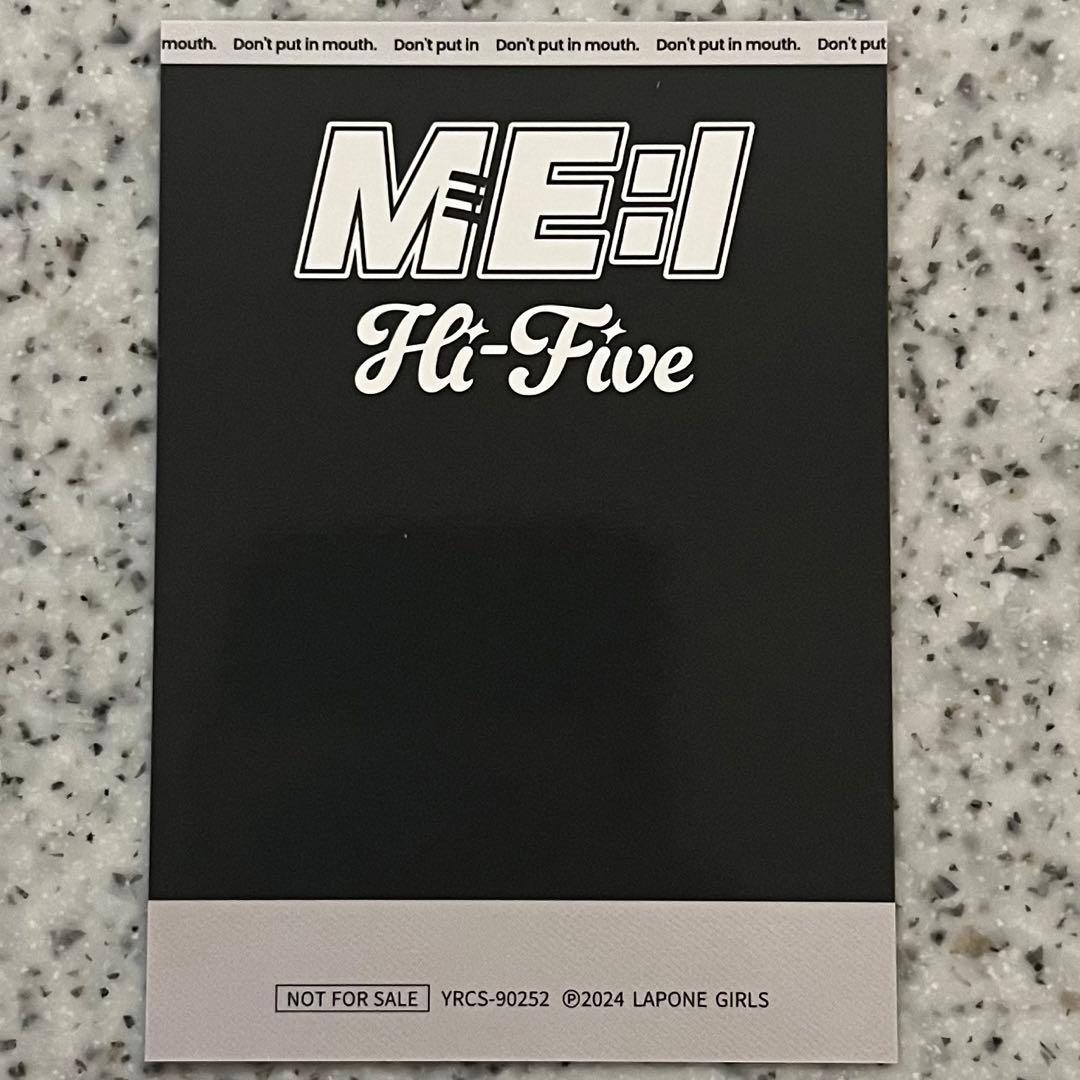 mouth. Don't put in mouth. Don't put in Don't put in mouth. Don't put in mouth. Don't put
ME:I
Hi-Five
NOT FOR SALE YRCS-90252 ℗2024 LAPONE GIRLS